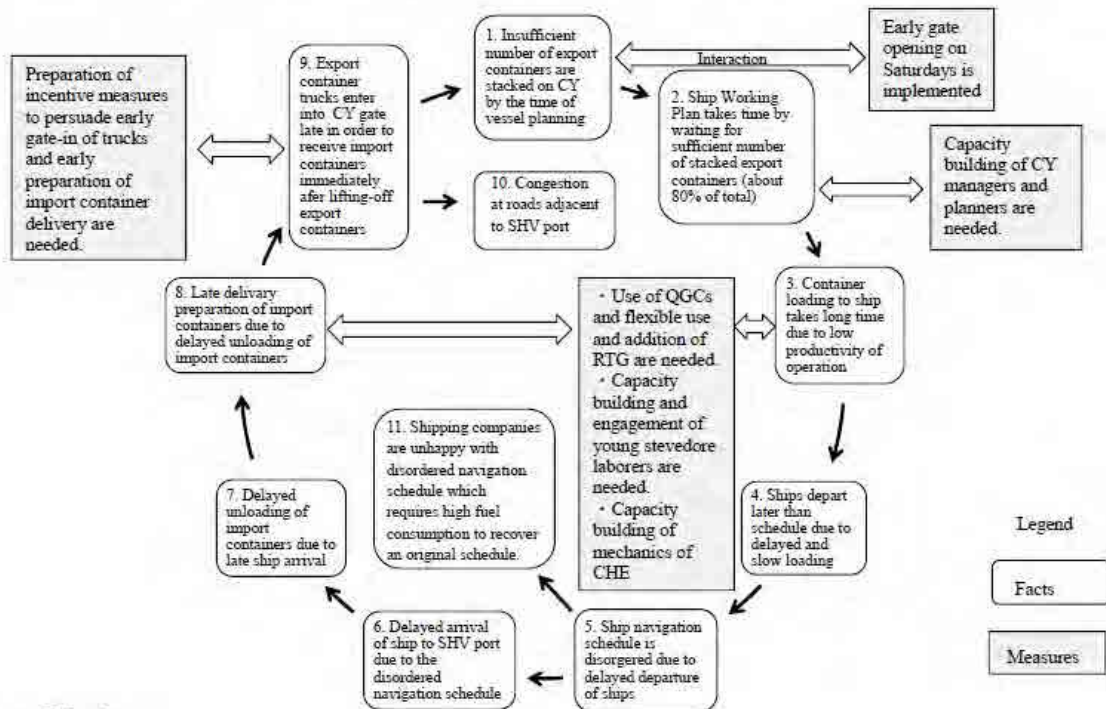 Preparation of
incentive measures
to persuade early
gate-in of trucks
and early
preparation of
import container
delivery are
needed.
9. Export
container
trucks enter
into CY gate
late in order to
receive import
containers
immediately
afer lifting-off
export
containers
1. Insufficient
number of export
containers are
stacked on CY
by the time of
vessel planning
Interaction
Early gate
opening on
Saturdays is
implemented
2. Ship Working
Plan takes time by
waiting for
sufficient number
of stacked export
containers (about
80% of total)
Capacity
building of CY
managers and
planners are
needed.
10. Congestion
at roads adjacent
to SHV port
8. Late delivary
preparation of import
containers due to
delayed unloading of
import containers
・Use of QGCs
and flexible use
and addition of
RTG are needed.
・Capacity
building and
engagement of
young stevedore
laborers are
needed.
・Capacity
building of
mechanics of
CHE
3. Container
loading to ship
takes long time
due to low
productivity of
operation
11. Shipping companies
are unhappy with
disordered navigation
schedule which
requires high fuel
consumption to recover
an original schedule.
7. Delayed
unloading of
import
containers due to
late ship arrival
4. Ships depart
later than
schedule due to
delayed and
slow loading
6. Delayed arrival
of ship to SHV port
due to the
disordered
navigation schedule
5. Ship navigation
schedule is
disorgered due to
delayed departure
of ships
Legend
Facts
Measures